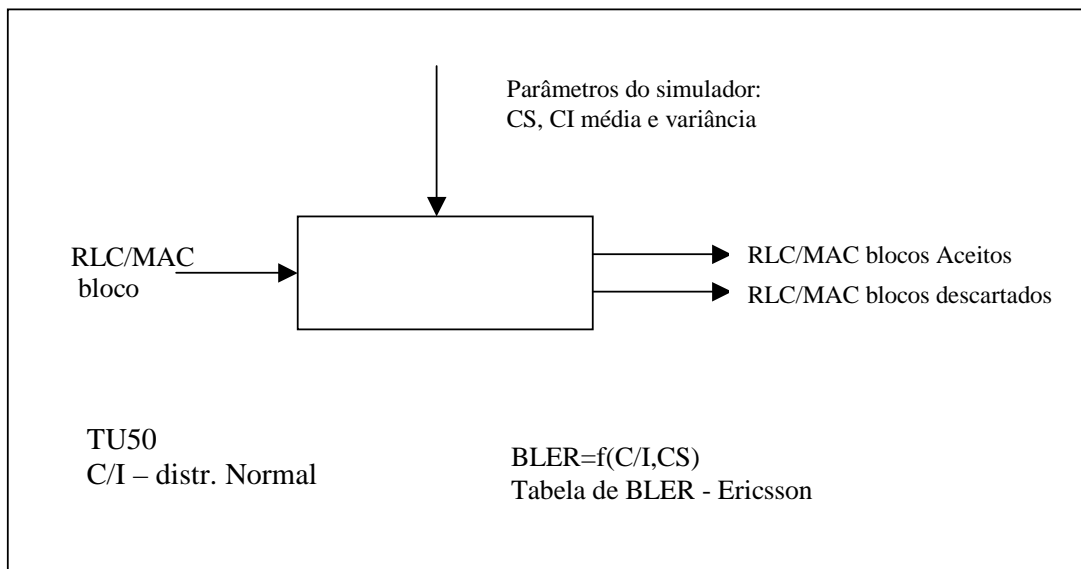 Parâmetros do simulador:
CS, CI média e variância
RLC/MAC
bloco
RLC/MAC blocos Aceitos
RLC/MAC blocos descartados
TU50
C/I – distr. Normal
BLER=f(C/I,CS)
Tabela de BLER - Ericsson